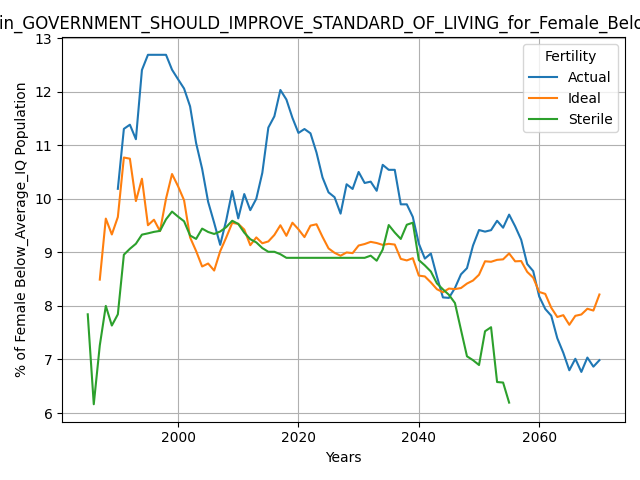 in_GOVERNMENT_SHOULD_IMPROVE_STANDARD_OF_LIVING_for_Female_Belo
Fertility
Actual
Ideal
Sterile
% of Female Below_Average_IQ Population
13
12
11
10
9
8
7
6
2000 2020 2040 2060
Years